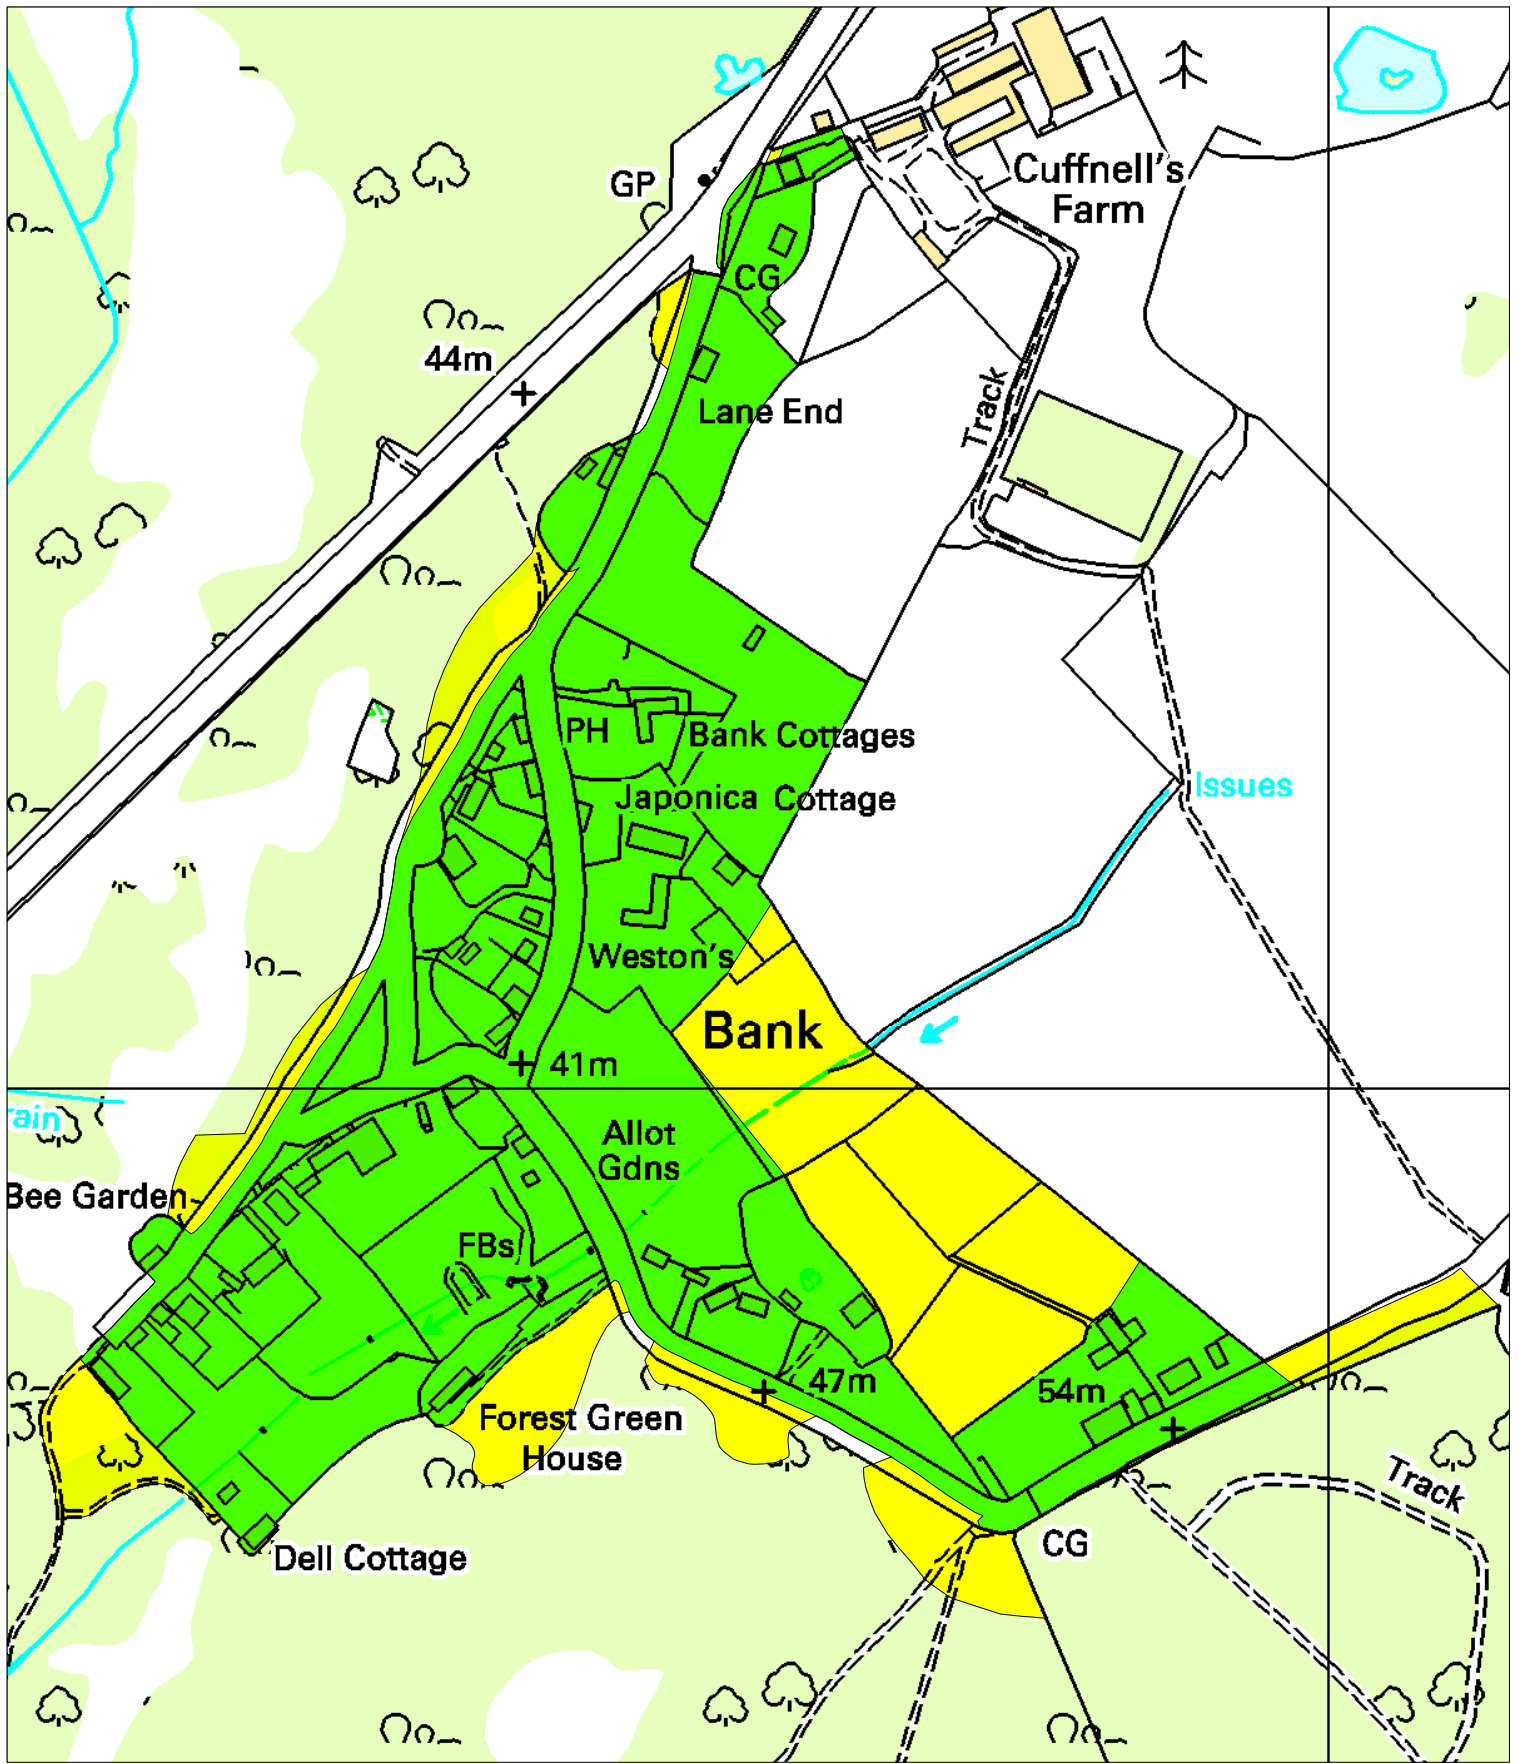 Cuffnell's
Farm
GP
CG
44m
Lane End
Track
PH
Bank Cottages
Issues
Japonica Cottage
Weston's
Bank
41m
rain
Allot
Gdns
Bee Garden
FBs
47m
54m
Forest Green
House
Track
CG
Dell Cottage